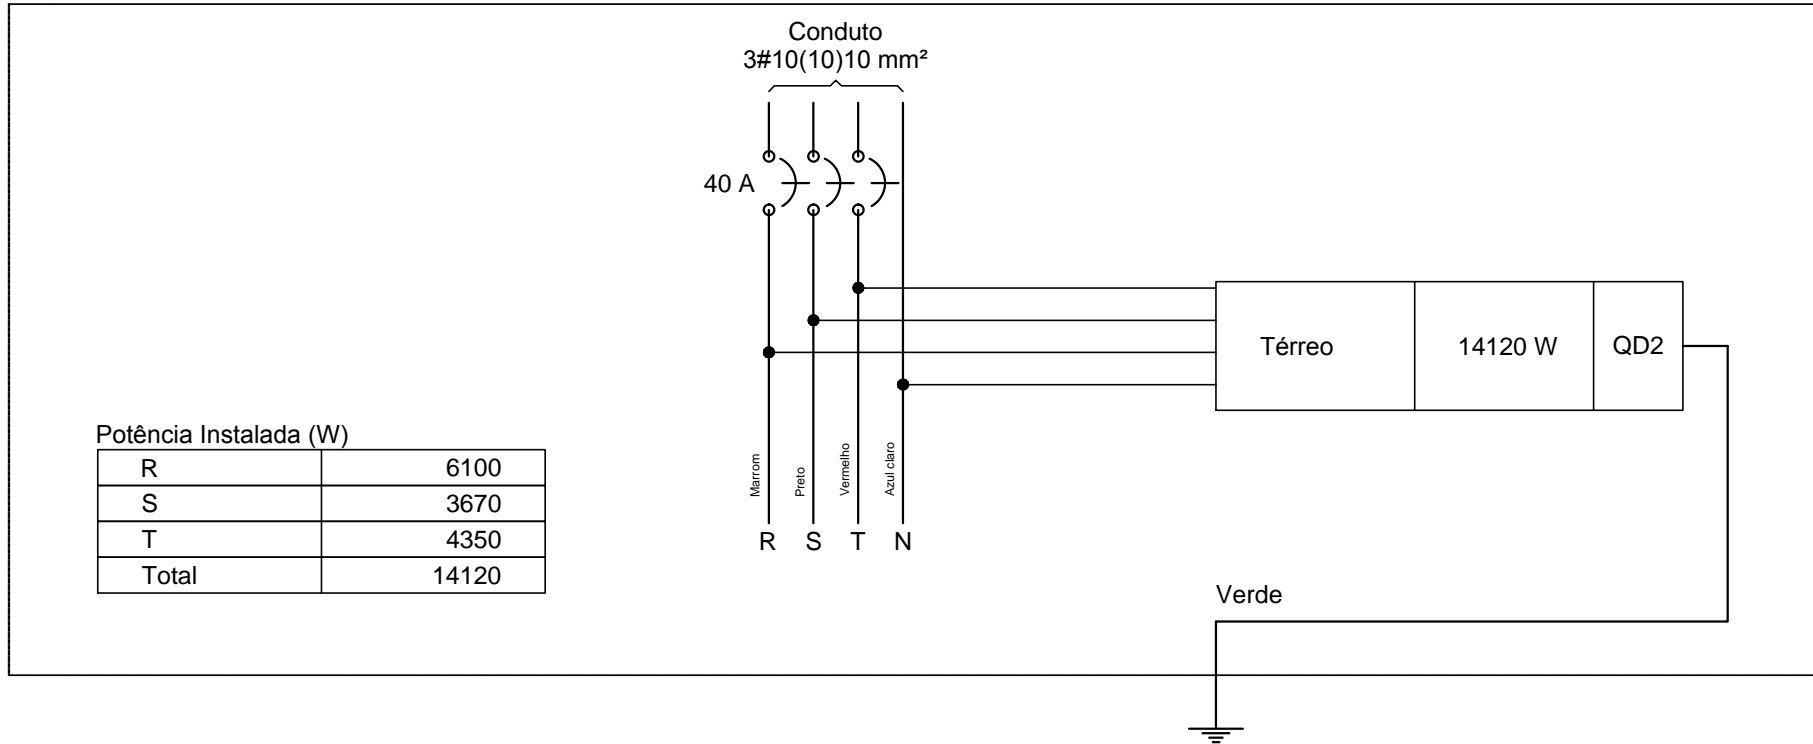 Conduto
3#10(10)10 mm²
40 A
Térreo 14120 W QD2
Potência Instalada (W)
R 6100
S 3670
T 4350
Total 14120
Marrom
Preto
Vermelho
Azul claro
R S T N
Verde